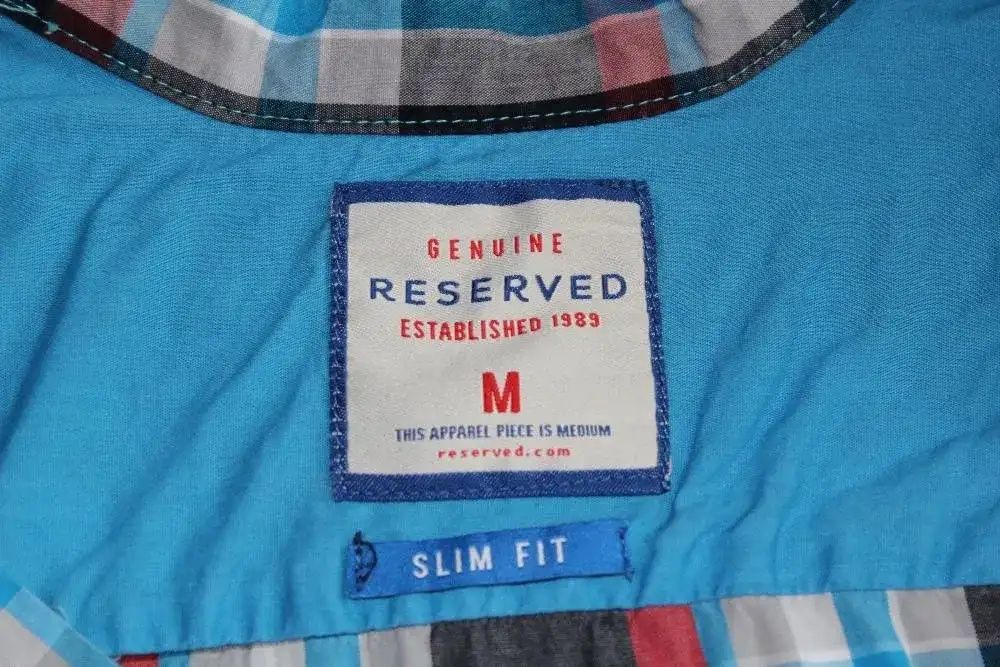 GENUINE
RESERVED
ESTABLISHED 1989
M
THIS APPAREL PIECE IS MEDIUM
reserved.com
SLIM FIT